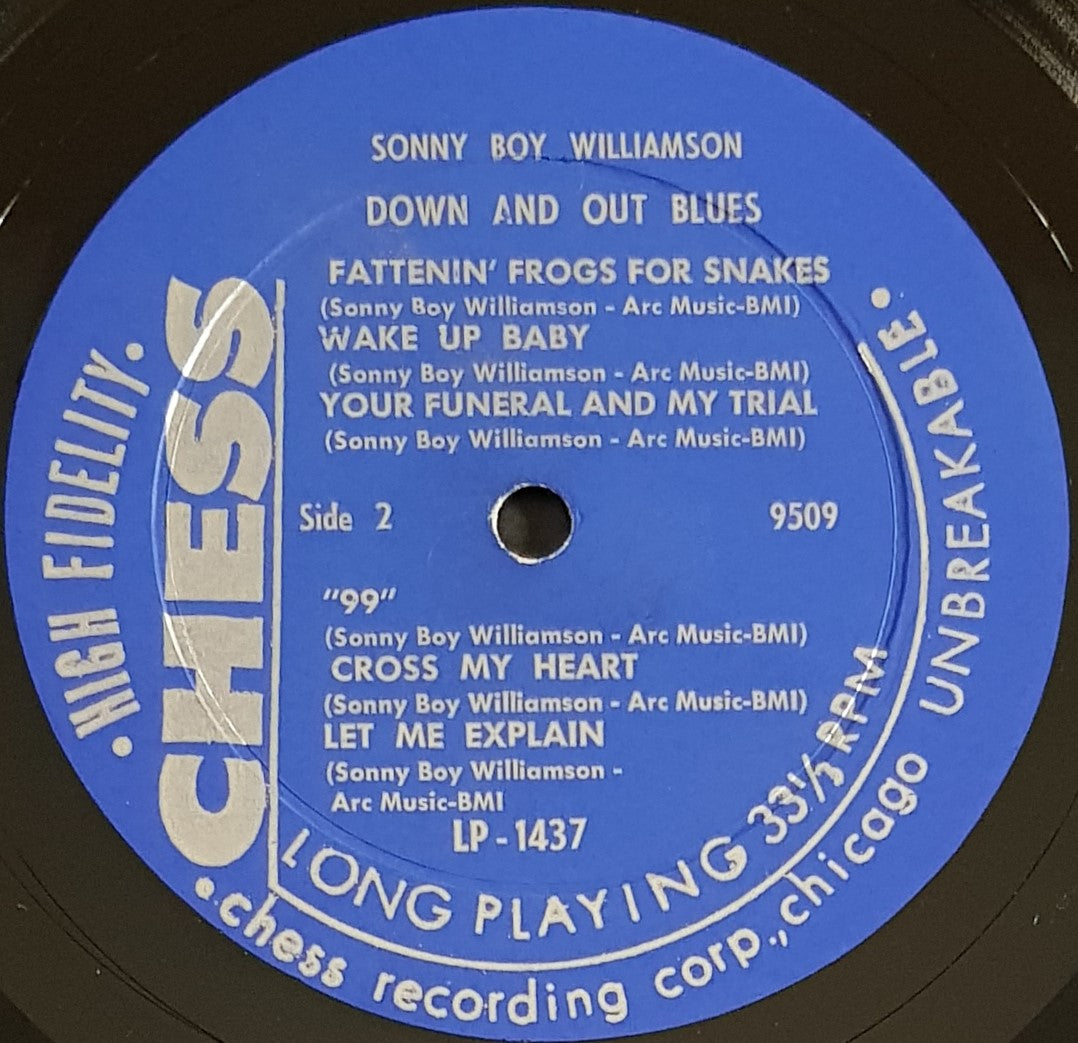 SONNY BOY WILLIAMSON
DOWN AND OUT BLUES
FATTENIN' FROGS FOR SNAKES
(Sonny Boy Williamson - Arc Music-BMI)
WAKE UP BABY
(Sonny Boy Williamson - Arc Music-BMI)
YOUR FUNERAL AND MY TRIAL
(Sonny Boy Williamson - Arc Music-BMI)
Side 2
9509
"99"
(Sonny Boy Williamson - Arc Music-BMI)
CROSS MY HEART
(Sonny Boy Williamson - Arc Music-BMI)
LET ME EXPLAIN
(Sonny Boy Williamson -
Arc Music-BMI
LP - 1437
CHESS
LONG PLAYING 33⅓ RPM
• HIGH FIDELITY •
• chess recording corp., chicago UNBREAKABLE •